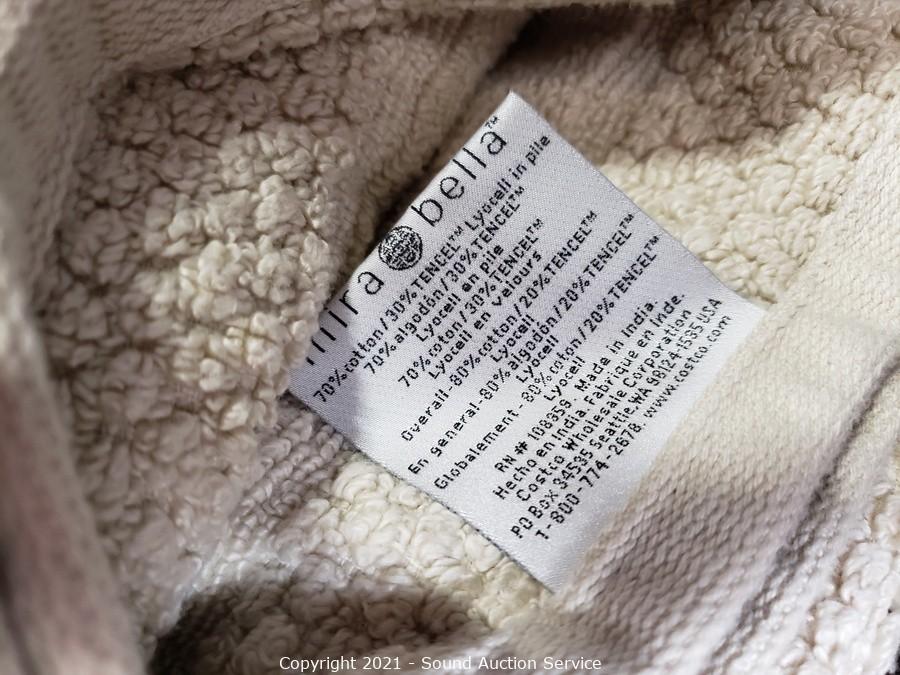 mira bella™
70%cotton/30%TENCEL™ Lyocell in pile
70%algodón/30%TENCEL™
Lyocell en pile
70%coton/30%TENCEL™
Lyocell en velours
Overall-80%cotton/20%TENCEL™
Lyocell
En general-80%algodón/20%TENCEL™
Lyocell
Globalement- 80%coton/20%TENCEL™
Lyocell
RN # 108359. Made in India.
Hecho en India. Fabriqué en Inde.
Costco Wholesale Corporation
PO Box 34535 Seattle,WA 98124-1535 USA
1-800-774-2678. www.costco.com
Copyright 2021 - Sound Auction Service